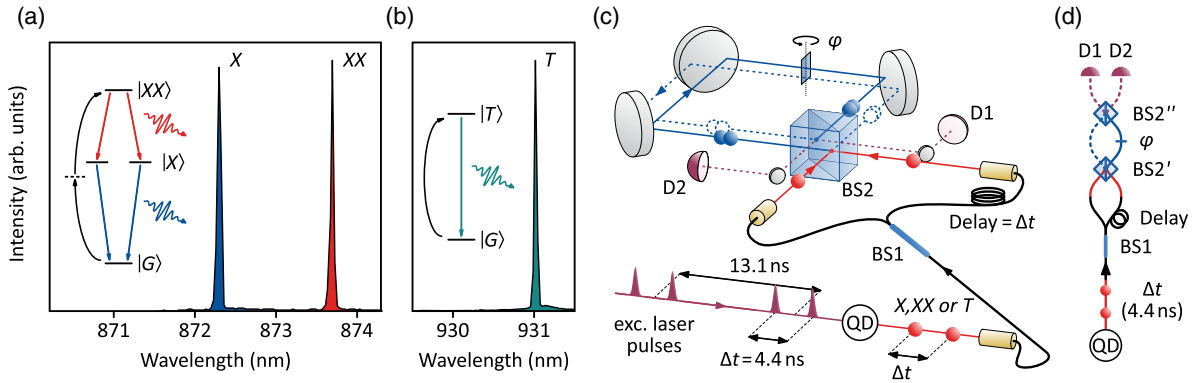 (a)
Intensity (arb. units)
X
XX
|XX⟩
|X⟩
|G⟩
871
872
873
874
Wavelength (nm)
(b)
T
|T⟩
|G⟩
930
931
Wavelength (nm)
(c)
φ
D1
D2
BS2
Delay = Δt
BS1
13.1 ns
X,XX or T
exc. laser
pulses
QD
Δt = 4.4 ns
Δt
(d)
D1 D2
BS2″
φ
BS2′
Delay
BS1
Δt
(4.4 ns)
QD